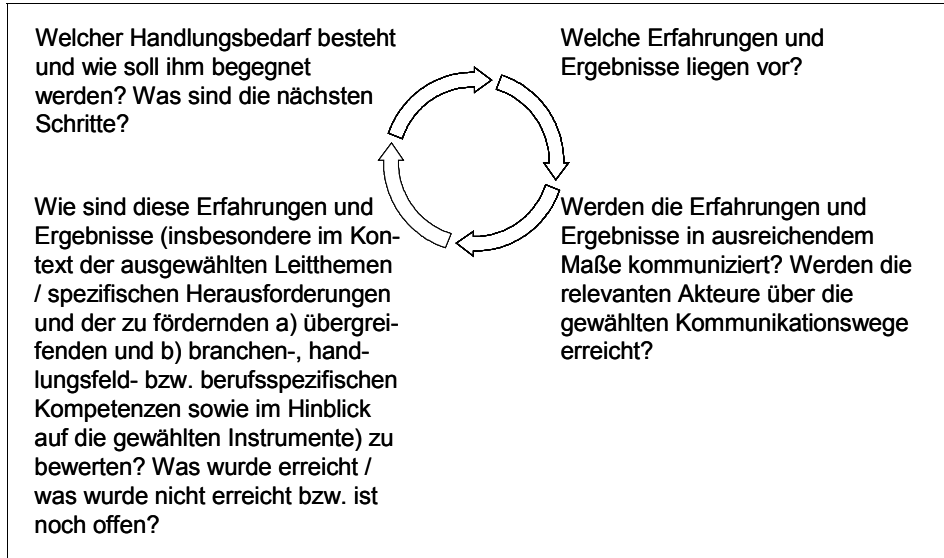 Welcher Handlungsbedarf besteht
und wie soll ihm begegnet
werden? Was sind die nächsten
Schritte?
Welche Erfahrungen und
Ergebnisse liegen vor?
Wie sind diese Erfahrungen und
Ergebnisse (insbesondere im Kon-
text der ausgewählten Leitthemen
/ spezifischen Herausforderungen
und der zu fördernden a) übergrei-
fenden und b) branchen-, hand-
lungsfeld- bzw. berufsspezifischen
Kompetenzen sowie im Hinblick
auf die gewählten Instrumente) zu
bewerten? Was wurde erreicht /
was wurde nicht erreicht bzw. ist
noch offen?
Werden die Erfahrungen und
Ergebnisse in ausreichendem
Maße kommuniziert? Werden die
relevanten Akteure über die
gewählten Kommunikationswege
erreicht?